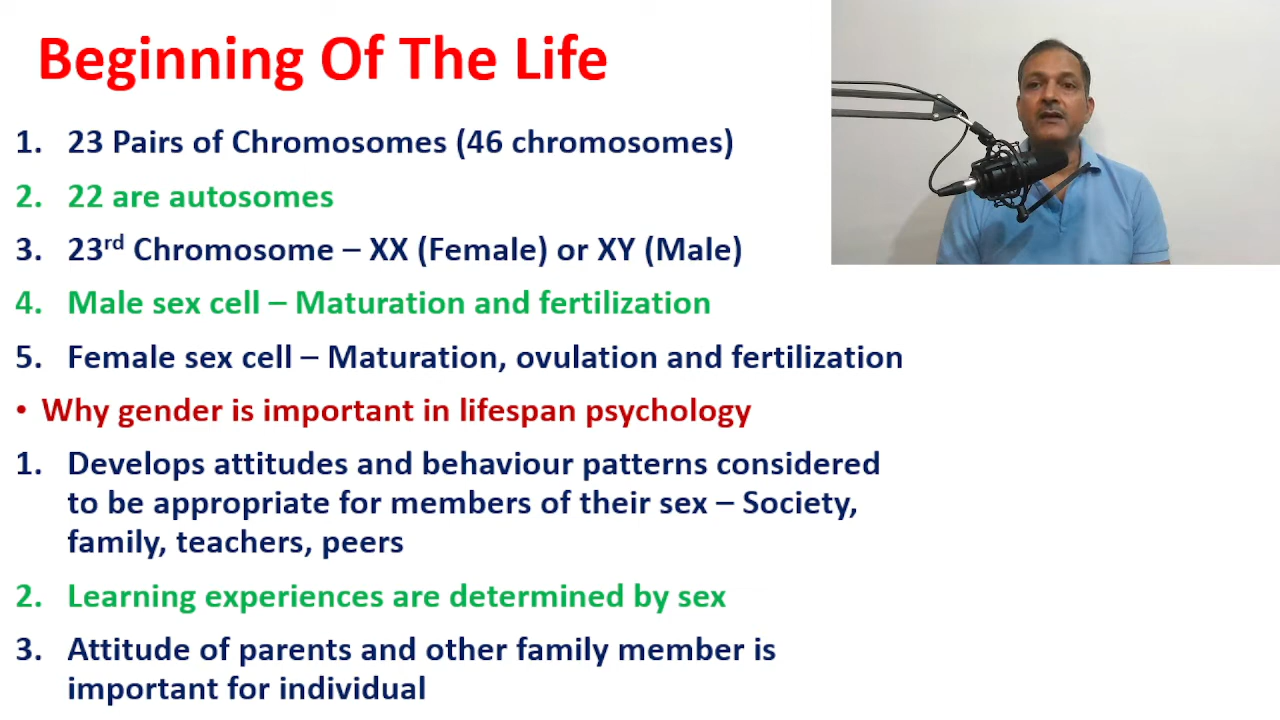 Beginning Of The Life
1. 23 Pairs of Chromosomes (46 chromosomes)
2. 22 are autosomes
3. 23rd Chromosome – XX (Female) or XY (Male)
4. Male sex cell – Maturation and fertilization
5. Female sex cell – Maturation, ovulation and fertilization
• Why gender is important in lifespan psychology
1. Develops attitudes and behaviour patterns considered
to be appropriate for members of their sex – Society,
family, teachers, peers
2. Learning experiences are determined by sex
3. Attitude of parents and other family member is
important for individual